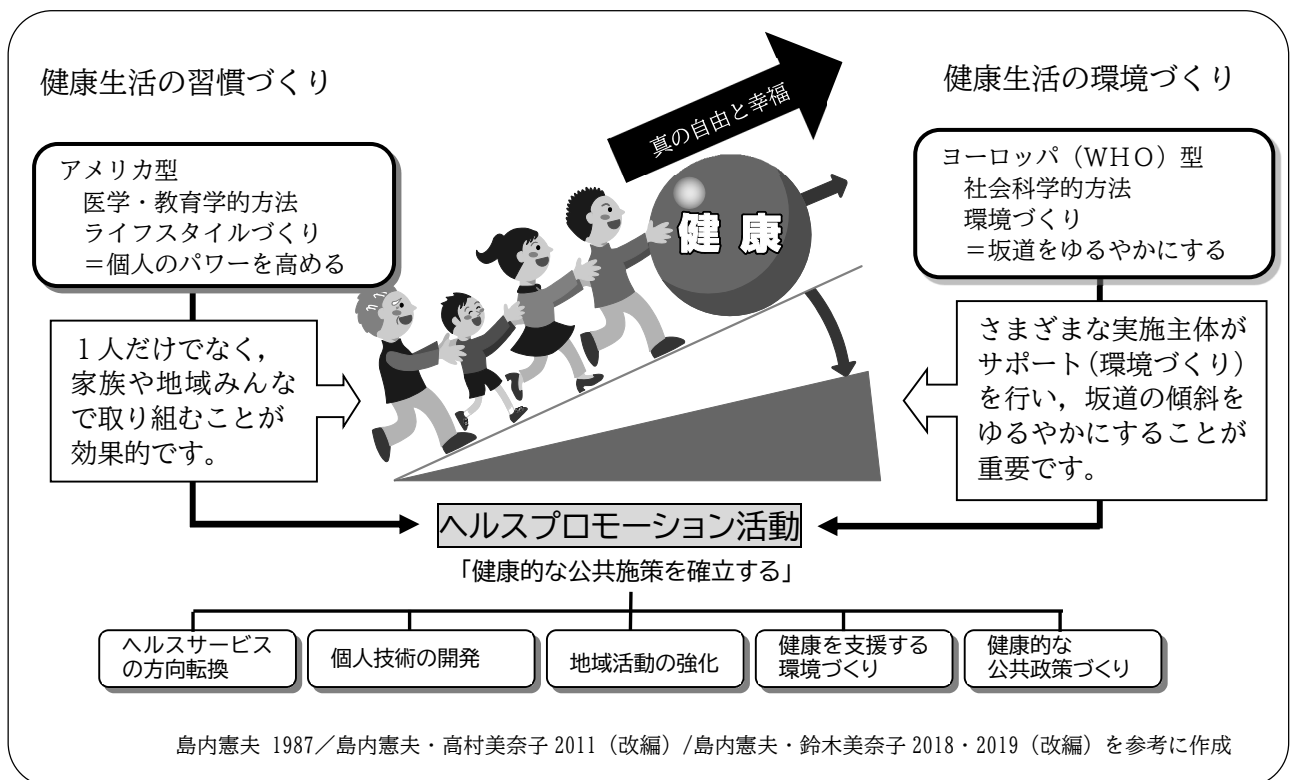 健康生活の習慣づくり
アメリカ型
医学・教育学的方法
ライフスタイルづくり
＝個人のパワーを高める
１人だけでなく，
家族や地域みんな
で取り組むことが
効果的です。
真の自由と幸福
健康
健康生活の環境づくり
ヨーロッパ（ＷＨＯ）型
社会科学的方法
環境づくり
＝坂道をゆるやかにする
さまざまな実施主体が
サポート（環境づくり）
を行い，坂道の傾斜を
ゆるやかにすることが
重要です。
ヘルスプロモーション活動
「健康的な公共施策を確立する」
ヘルスサービス
の方向転換
個人技術の開発
地域活動の強化
健康を支援する
環境づくり
健康的な
公共政策づくり
島内憲夫 1987／島内憲夫・高村美奈子 2011（改編）/島内憲夫・鈴木美奈子 2018・2019（改編）を参考に作成